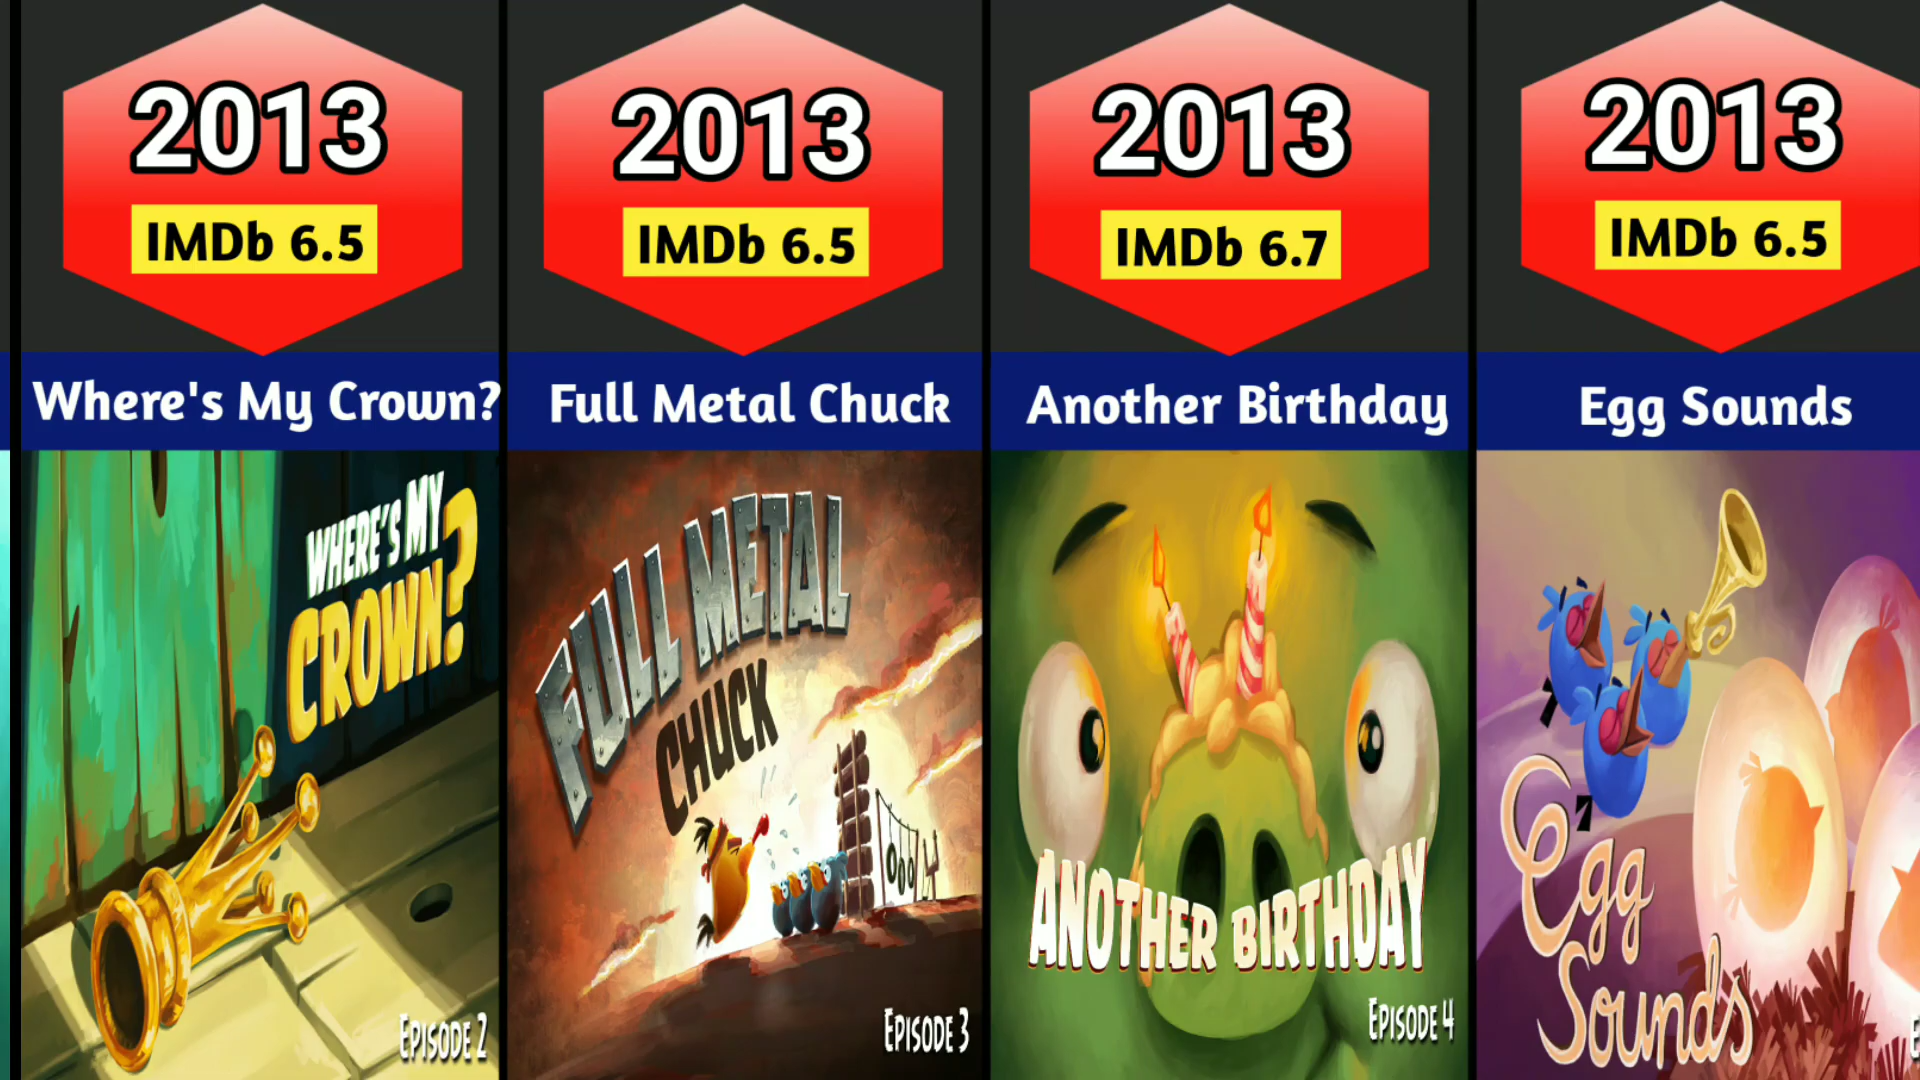 2013
IMDb 6.5
Where's My Crown?
WHERE'S MY
CROWN?
EPISODE 2
2013
IMDb 6.5
Full Metal Chuck
FULL METAL
CHUCK
EPISODE 3
2013
IMDb 6.7
Another Birthday
ANOTHER BIRTHDAY
EPISODE 4
2013
IMDb 6.5
Egg Sounds
Egg
Sounds